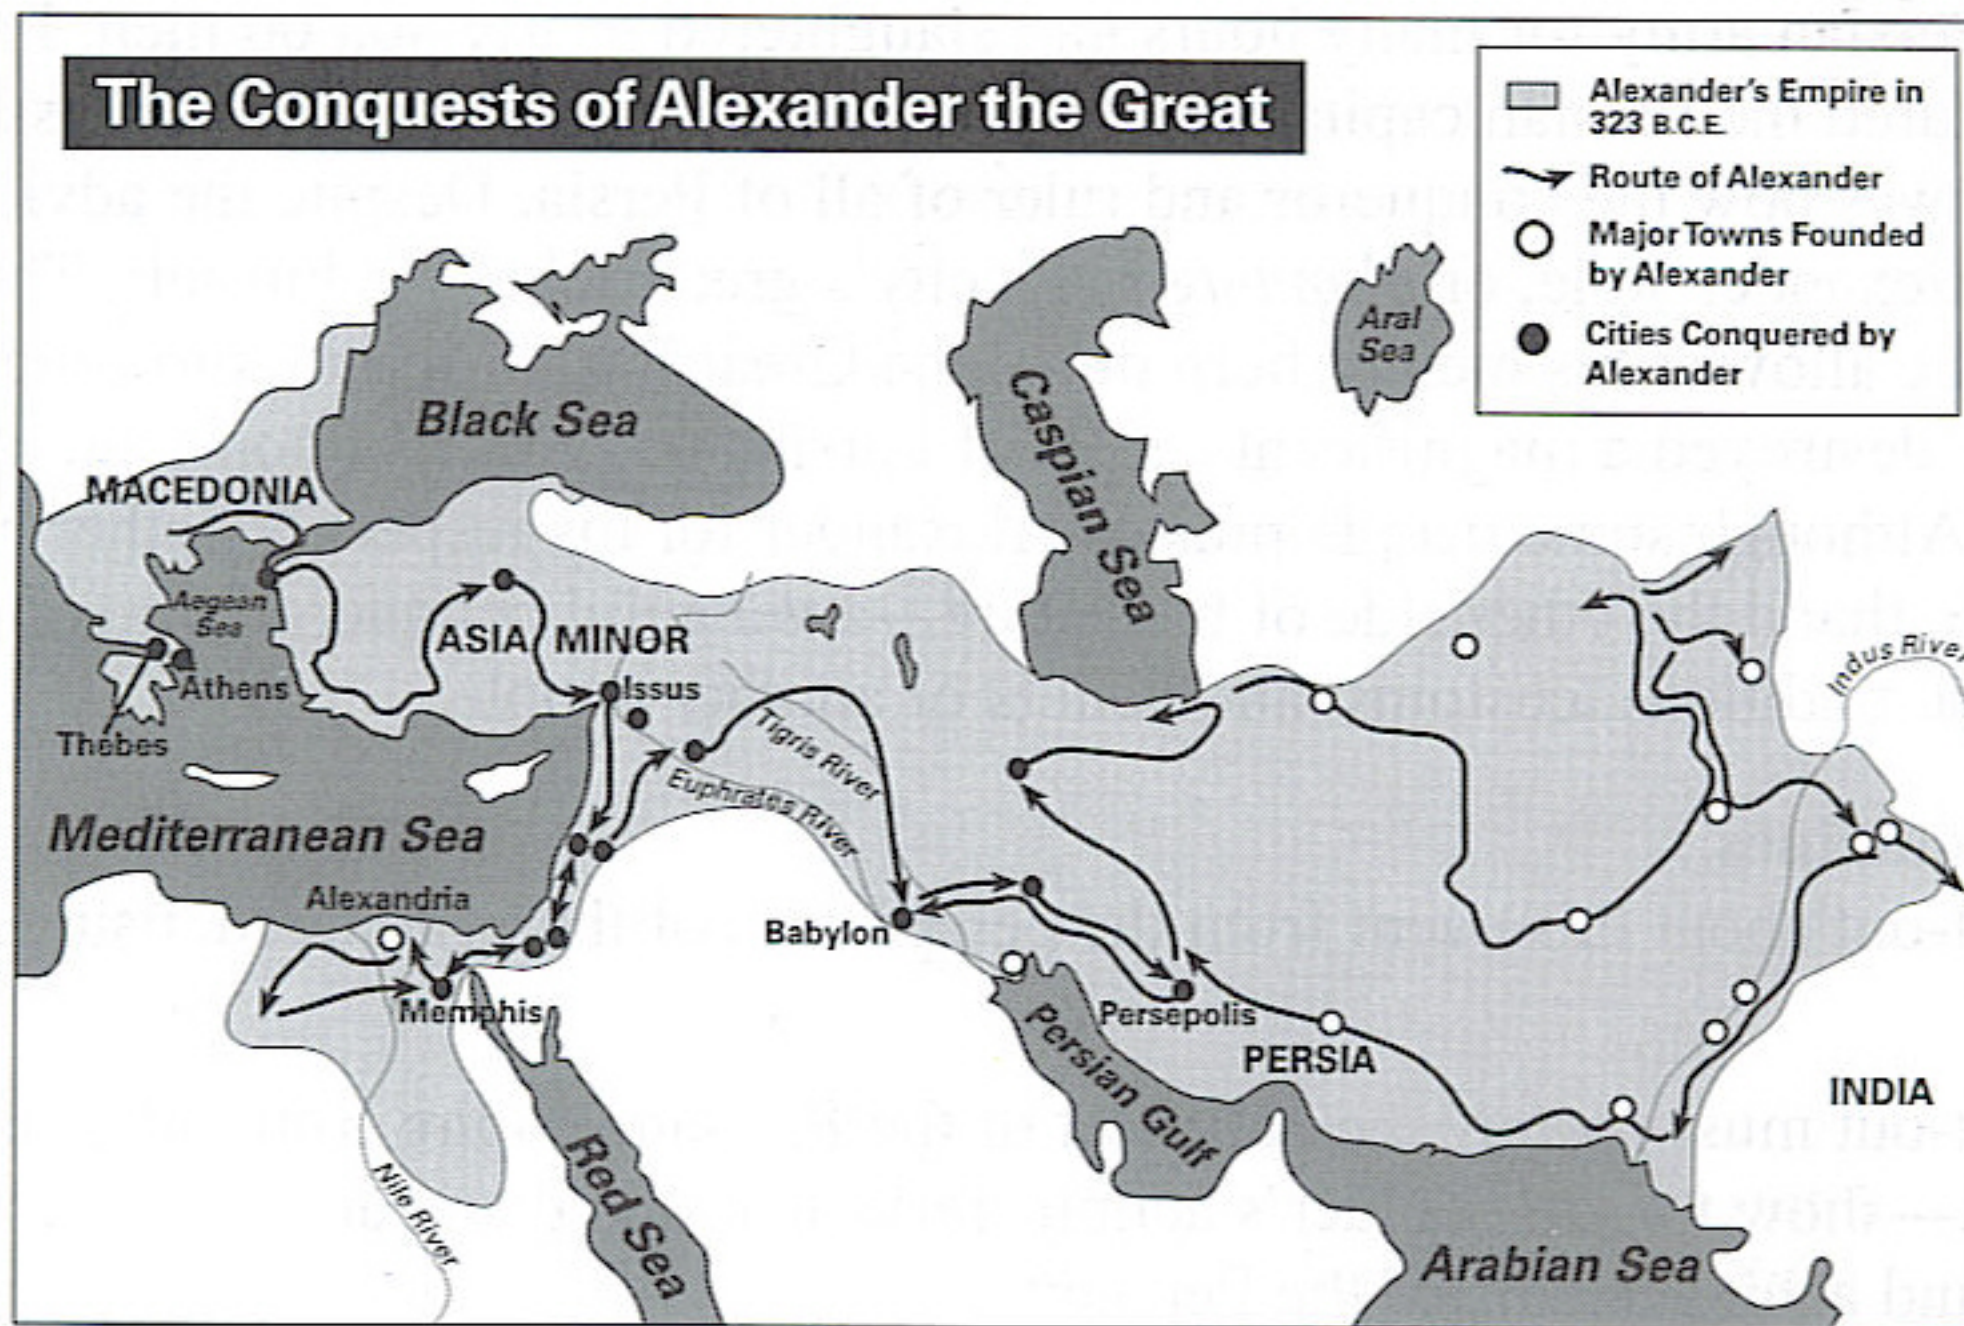 The Conquests of Alexander the Great
Alexander's Empire in
323 B.C.E.
Route of Alexander
Major Towns Founded
by Alexander
Cities Conquered by
Alexander
Aral
Sea
Black Sea
Caspian Sea
MACEDONIA
Aegean
Sea
ASIA MINOR
Indus River
Athens
Issus
Thebes
Tigris River
Euphrates River
Mediterranean Sea
Alexandria
Babylon
Memphis
Persepolis
Persian Gulf
PERSIA
INDIA
Nile River
Red Sea
Arabian Sea